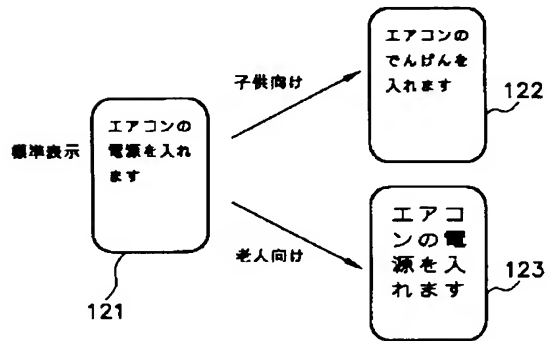 標準表示
エアコンの
電源を入れ
ます
121
子供向け
エアコンの
でんげんを
入れます
122
老人向け
エアコ
ンの電
源を入
れます
123